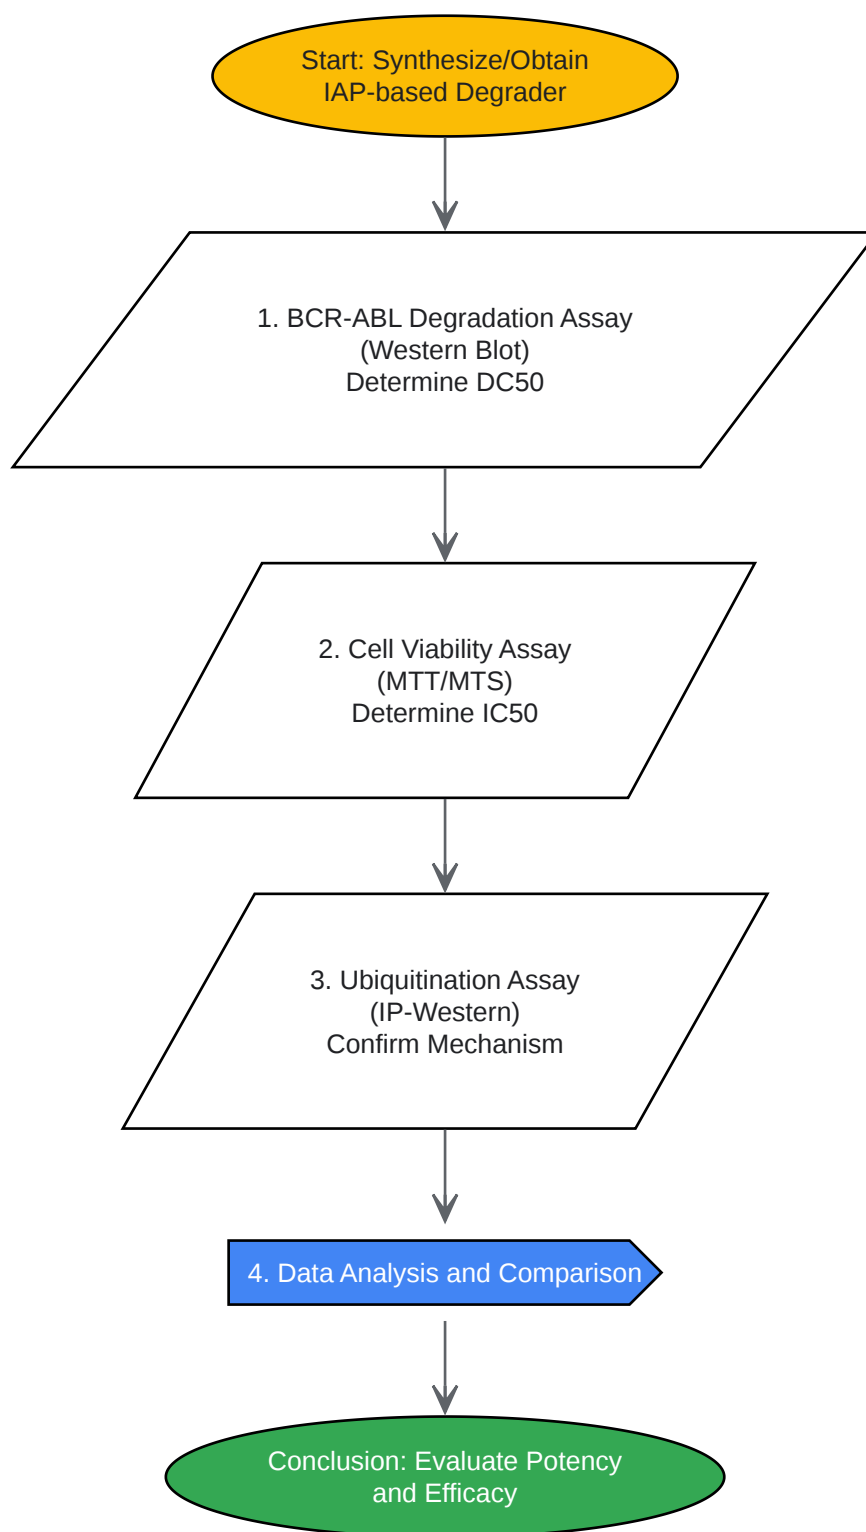 Start: Synthesize/Obtain
IAP-based Degrader
1. BCR-ABL Degradation Assay
(Western Blot)
Determine DC50
2. Cell Viability Assay
(MTT/MTS)
Determine IC50
3. Ubiquitination Assay
(IP-Western)
Confirm Mechanism
4. Data Analysis and Comparison
Conclusion: Evaluate Potency
and Efficacy